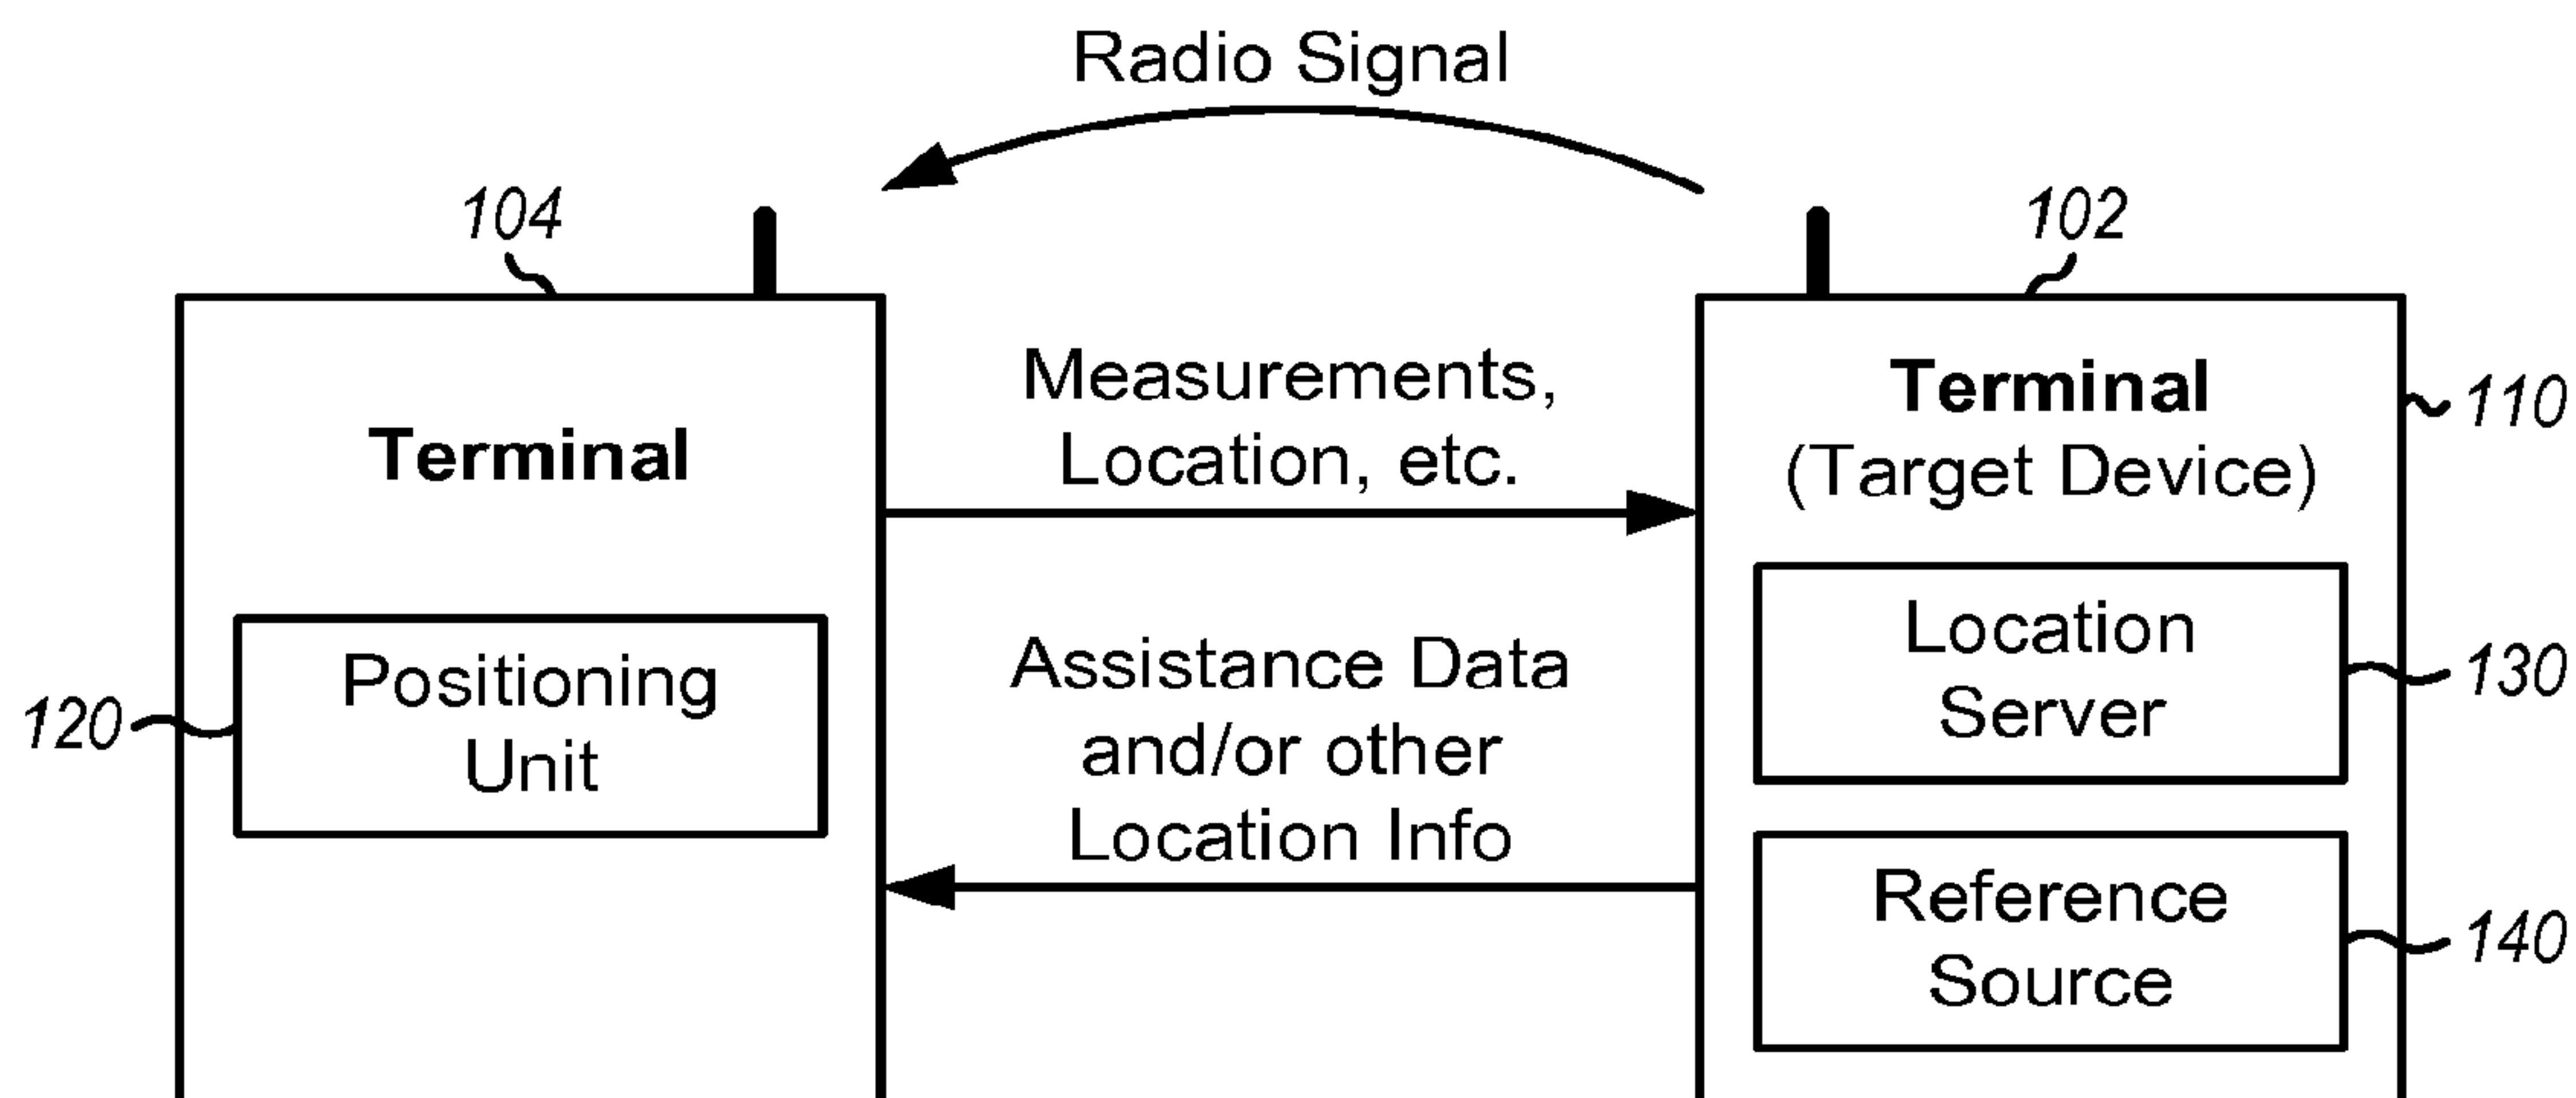 Radio Signal
104
102
Terminal
Positioning
Unit
120
Measurements,
Location, etc.
Assistance Data
and/or other
Location Info
Terminal
(Target Device)
110
Location
Server
130
Reference
Source
140